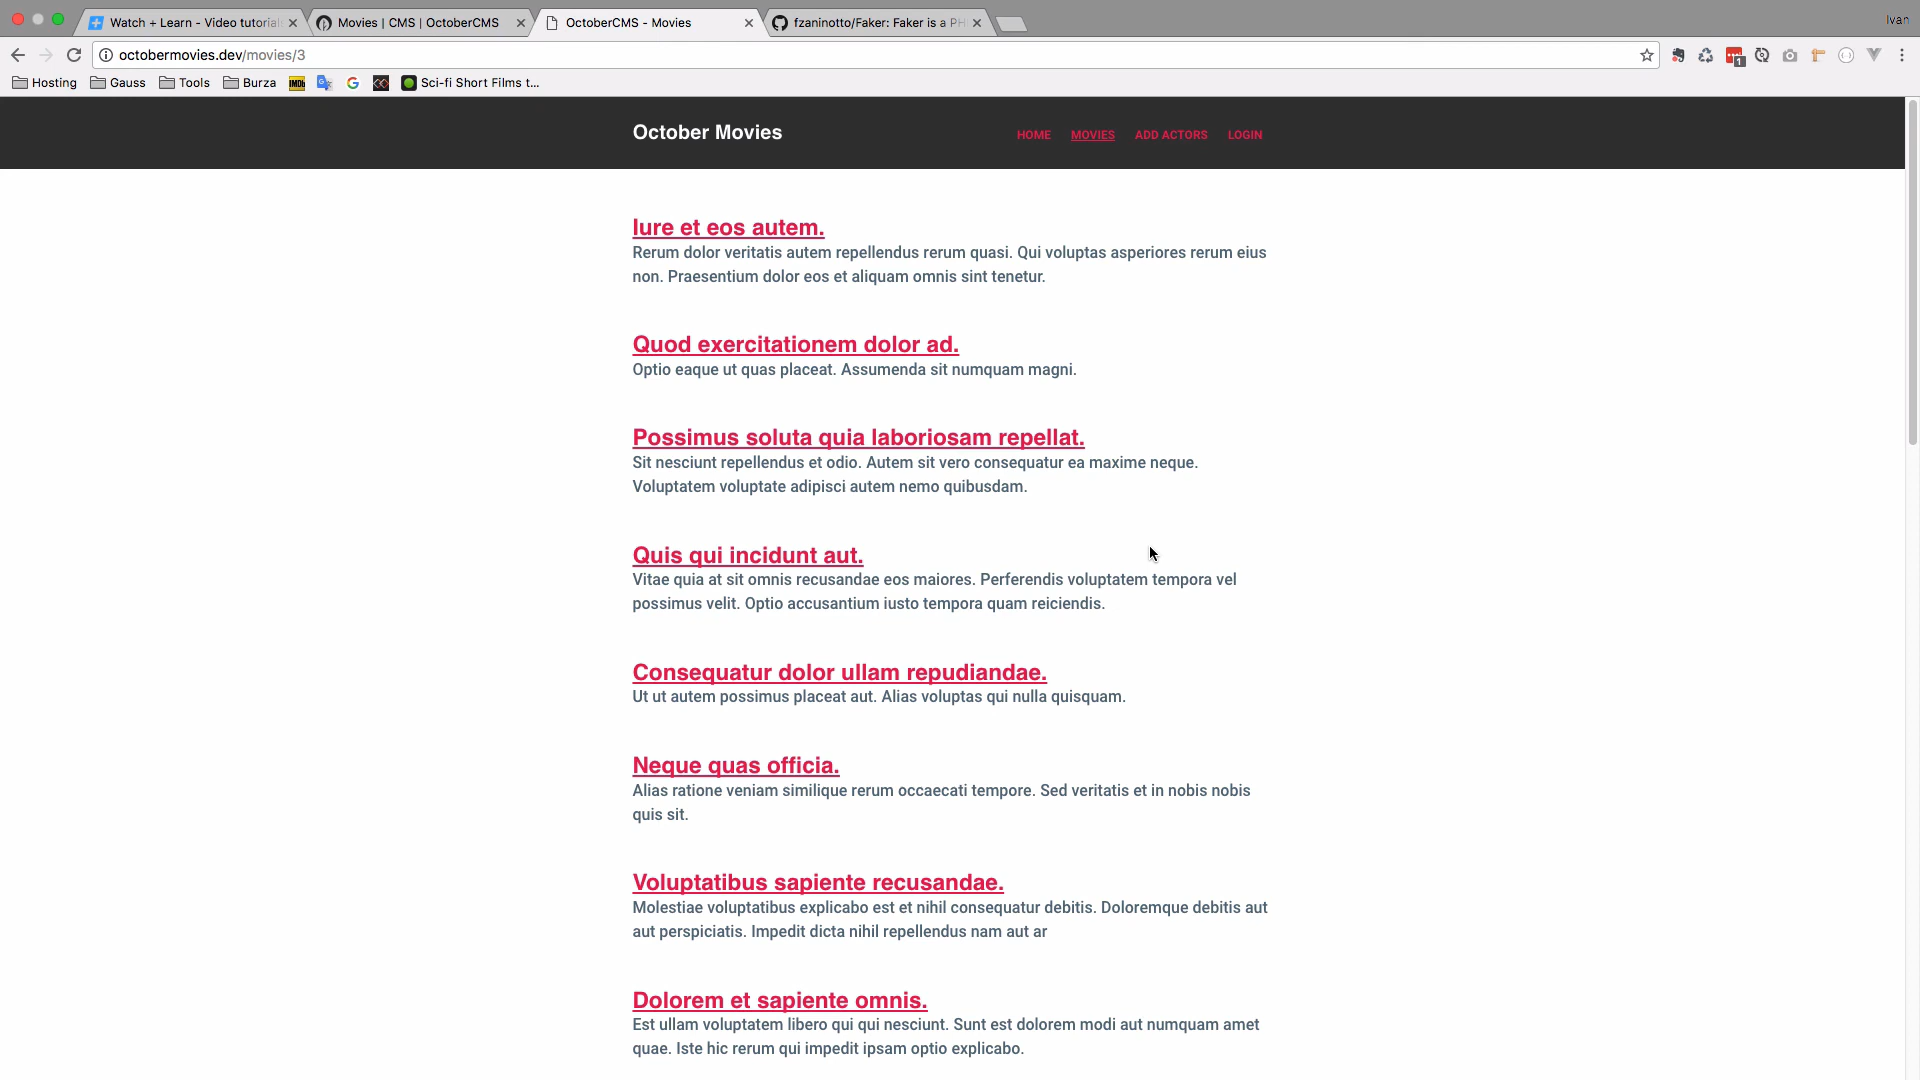 Watch + Learn - Video tutorial
Movies | CMS | OctoberCMS
OctoberCMS - Movies
fzaninotto/Faker: Faker is a PH
Ivan
octobermovies.dev/movies/3
Hosting
Gauss
Tools
Burza
IMDb
Sci-fi Short Films t...
October Movies
HOME
MOVIES
ADD ACTORS
LOGIN
Iure et eos autem.
Rerum dolor veritatis autem repellendus rerum quasi. Qui voluptas asperiores rerum eius
non. Praesentium dolor eos et aliquam omnis sint tenetur.
Quod exercitationem dolor ad.
Optio eaque ut quas placeat. Assumenda sit numquam magni.
Possimus soluta quia laboriosam repellat.
Sit nesciunt repellendus et odio. Autem sit vero consequatur ea maxime neque.
Voluptatem voluptate adipisci autem nemo quibusdam.
Quis qui incidunt aut.
Vitae quia at sit omnis recusandae eos maiores. Perferendis voluptatem tempora vel
possimus velit. Optio accusantium iusto tempora quam reiciendis.
Consequatur dolor ullam repudiandae.
Ut ut autem possimus placeat aut. Alias voluptas qui nulla quisquam.
Neque quas officia.
Alias ratione veniam similique rerum occaecati tempore. Sed veritatis et in nobis nobis
quis sit.
Voluptatibus sapiente recusandae.
Molestiae voluptatibus explicabo est et nihil consequatur debitis. Doloremque debitis aut
aut perspiciatis. Impedit dicta nihil repellendus nam aut ar
Dolorem et sapiente omnis.
Est ullam voluptatem libero qui qui nesciunt. Sunt est dolorem modi aut numquam amet
quae. Iste hic rerum qui impedit ipsam optio explicabo.